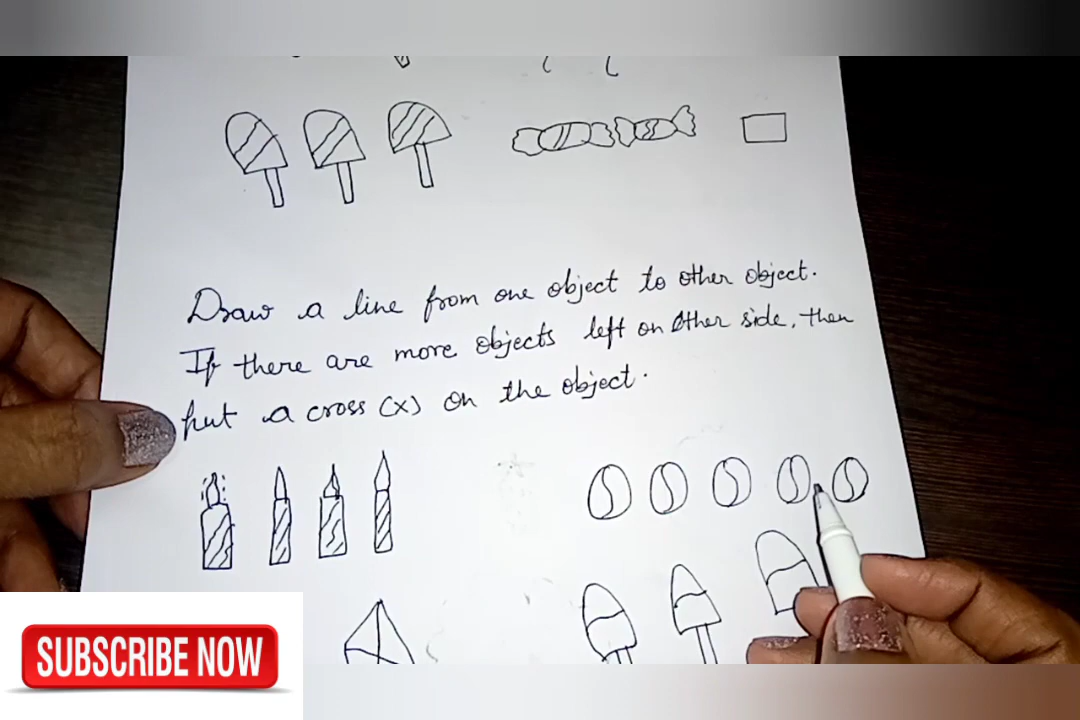 Draw a line from one object to other object.
If there are more objects left on other side, then
put a cross (x) on the object.
SUBSCRIBE NOW